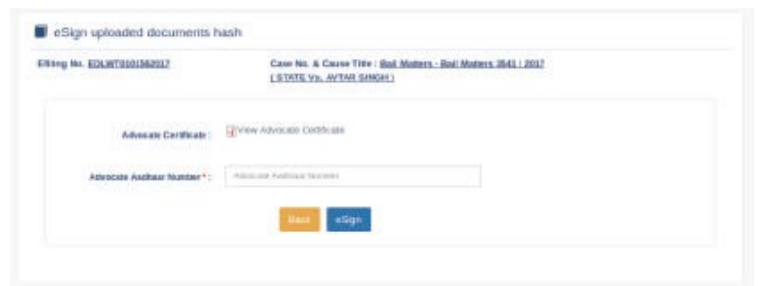 eSign uploaded documents hash
Efiling No. EDLWT0101562017
Case No. & Cause Title : Bail Matters - Bail Matters 3541 / 2017
( STATE Vs. AVTAR SINGH )
Advocate Certificate :
View Advocate Certificate
Advocate Aadhaar Number * :
Advocate Aadhaar Number
Back
eSign